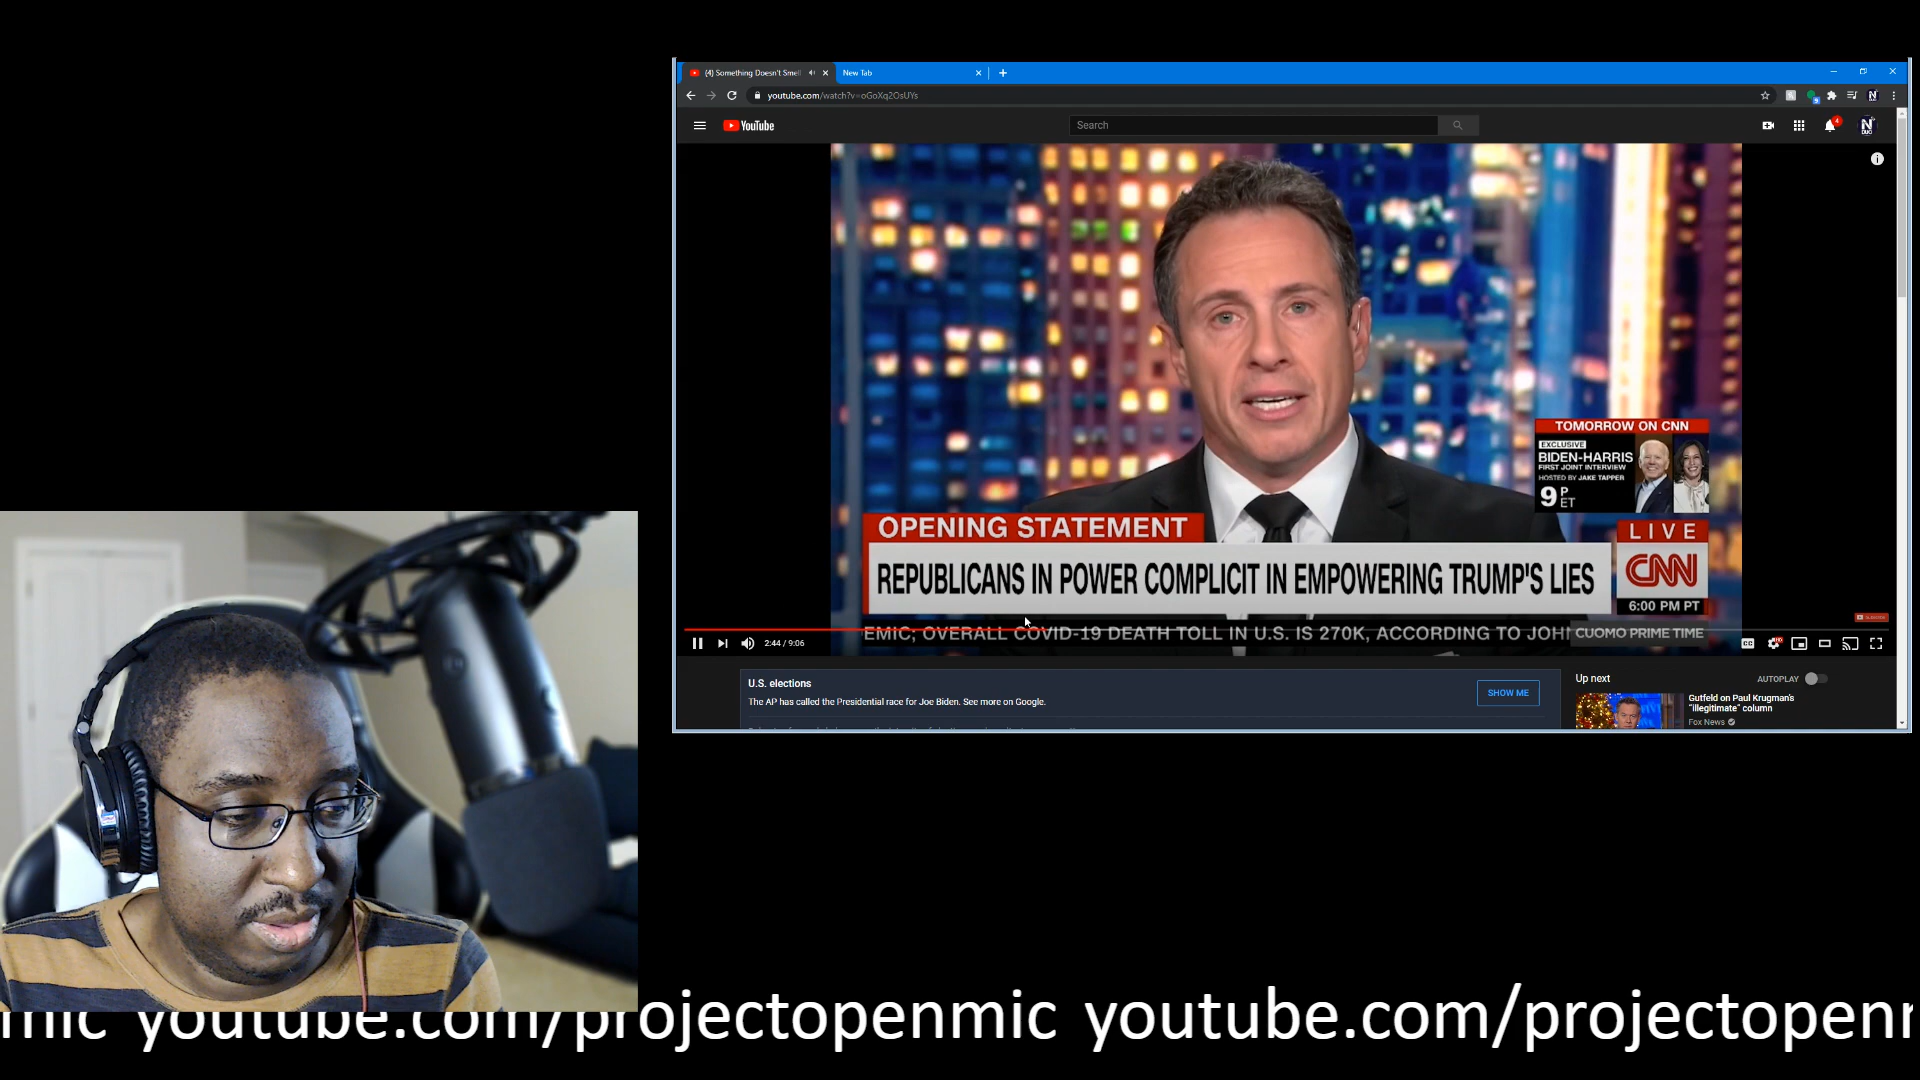 (4) Something Doesn't Smell
New Tab
youtube.com/watch?v=oGoXq2OsUYs
YouTube
Search
4
TOMORROW ON CNN
EXCLUSIVE
BIDEN-HARRIS
FIRST JOINT INTERVIEW
HOSTED BY JAKE TAPPER
9P ET
OPENING STATEMENT
LIVE
REPUBLICANS IN POWER COMPLICIT IN EMPOWERING TRUMP'S LIES
CNN
6:00 PM PT
2:44 / 9:06
EMIC; OVERALL COVID-19 DEATH TOLL IN U.S. IS 270K, ACCORDING TO JOH
CUOMO PRIME TIME
U.S. elections
The AP has called the Presidential race for Joe Biden. See more on Google.
SHOW ME
Up next
AUTOPLAY
Gutfeld on Paul Krugman's
"illegitimate" column
Fox News
mic youtube.com/projectopenmic youtube.com/projectopen